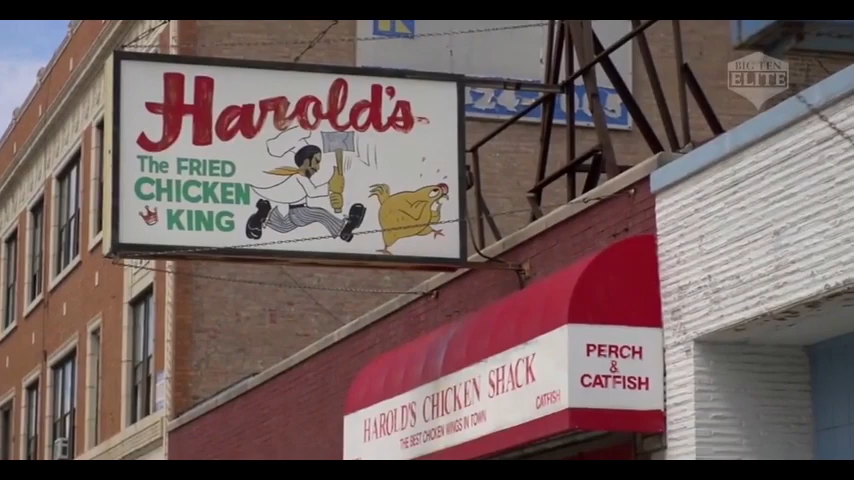 BIG TEN
ELITE
Harold's
The FRIED
CHICKEN
KING
PERCH
&
CATFISH
HAROLD'S CHICKEN SHACK
THE BEST CHICKEN WINGS IN TOWN
CATFISH